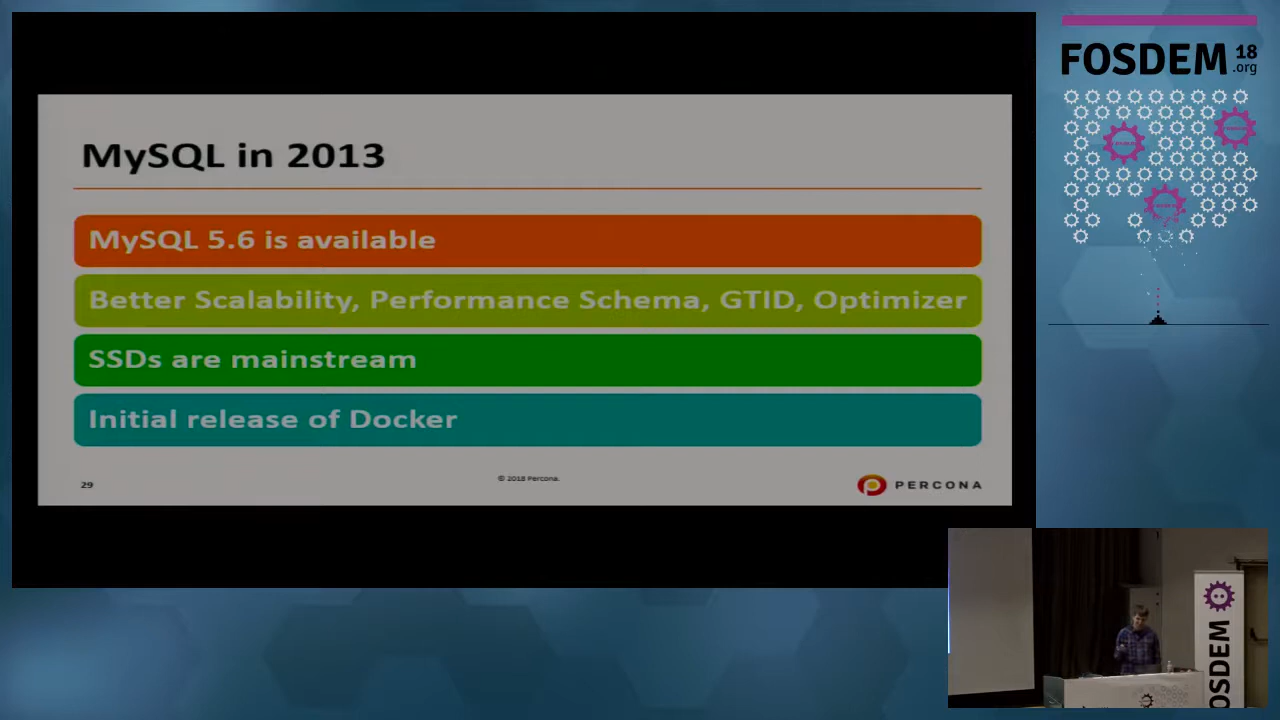 FOSDEM 18
.org
MySQL in 2013
MySQL 5.6 is available
Better Scalability, Performance Schema, GTID, Optimizer
SSDs are mainstream
Initial release of Docker
29
© 2018 Percona.
PERCONA
OSDEM